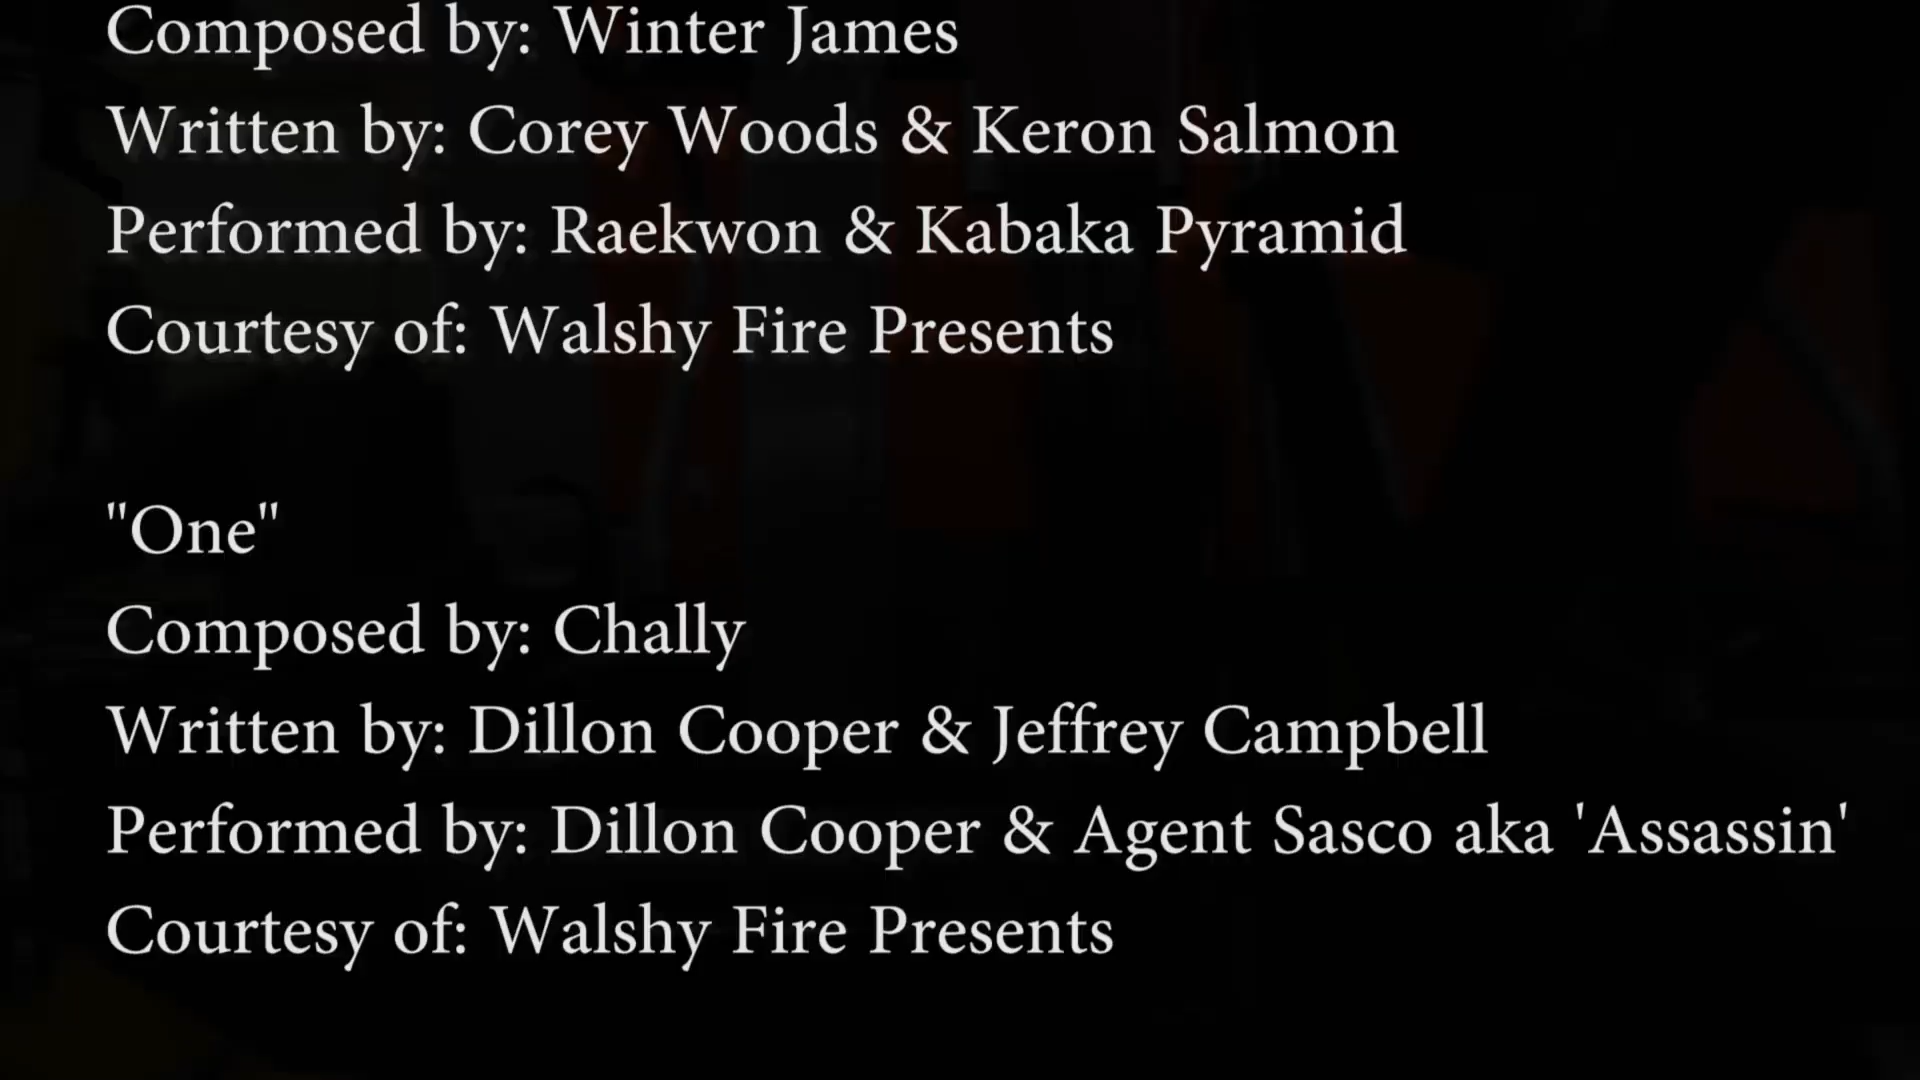 Composed by: Winter James
Written by: Corey Woods & Keron Salmon
Performed by: Raekwon & Kabaka Pyramid
Courtesy of: Walshy Fire Presents
"One"
Composed by: Chally
Written by: Dillon Cooper & Jeffrey Campbell
Performed by: Dillon Cooper & Agent Sasco aka 'Assassin'
Courtesy of: Walshy Fire Presents